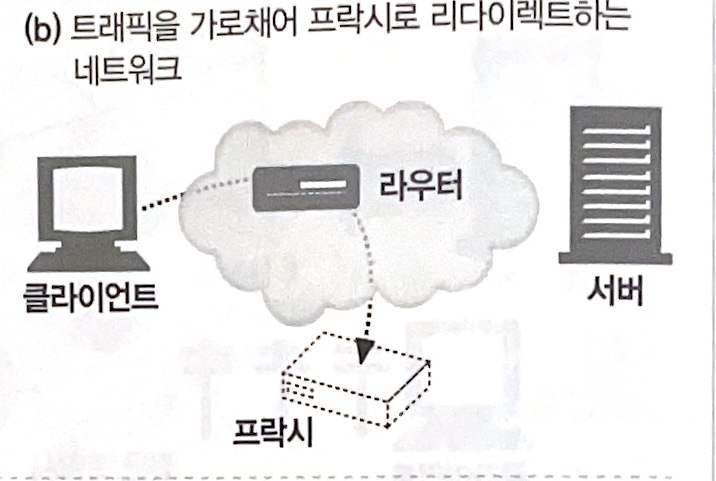 (b) 트래픽을 가로채어 프락시로 리다이렉트하는
네트워크
라우터
클라이언트
서버
프락시